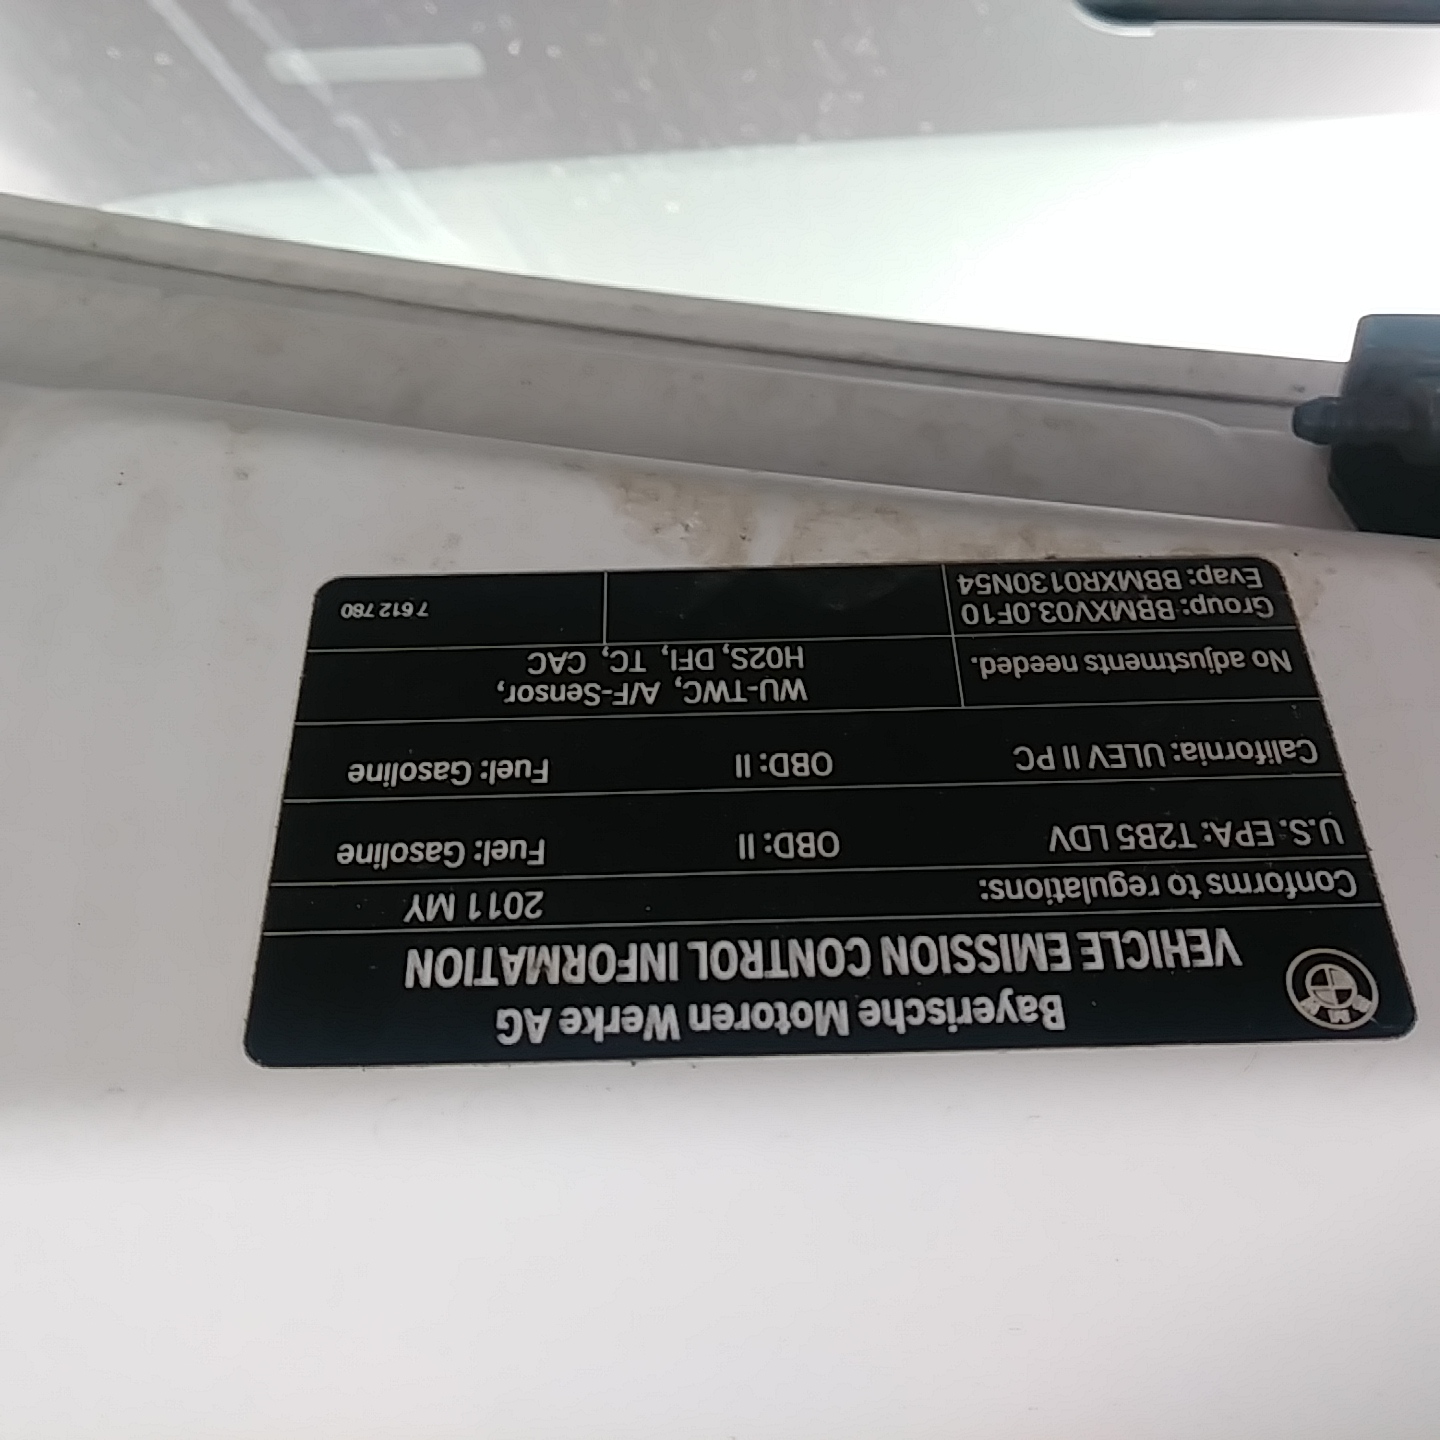 BMW
Bayerische Motoren Werke AG
VEHICLE EMISSION CONTROL INFORMATION
Conforms to regulations: 2011 MY
U.S. EPA: T2B5 LDV OBD: II Fuel: Gasoline
California: ULEV II PC OBD: II Fuel: Gasoline
No adjustments needed.
WU-TWC, A/F-Sensor,
H02S, DFI, TC, CAC
Group: BBMXV03.0F10
Evap: BBMXR0130N54
7 612 780